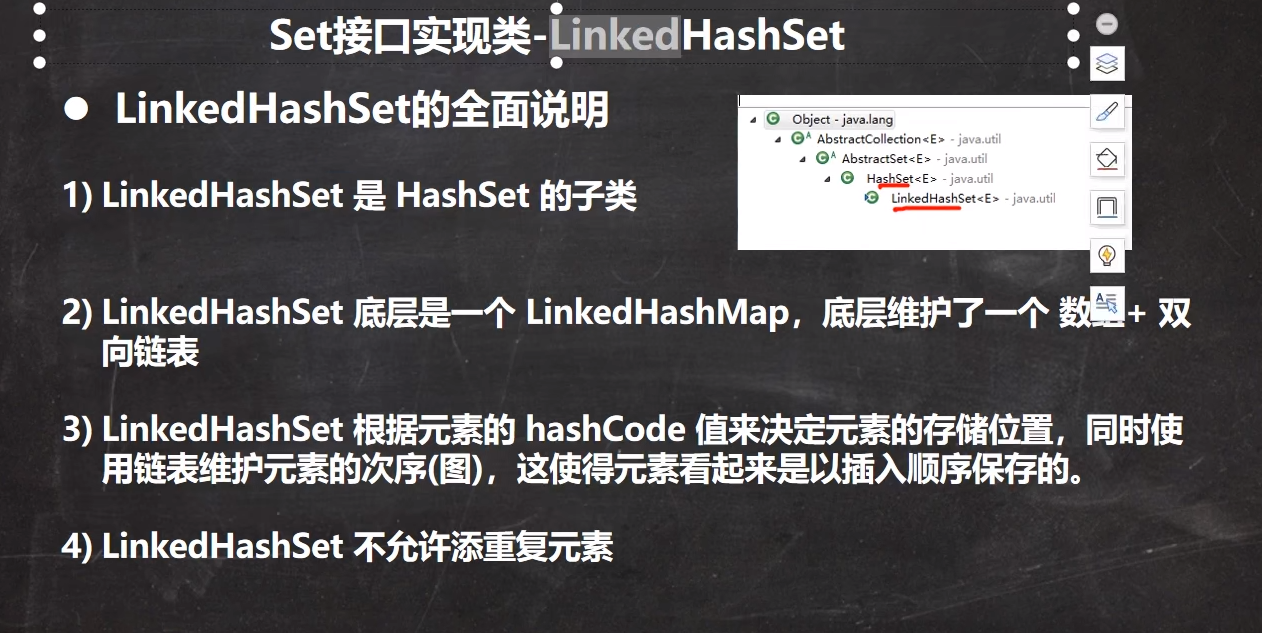 Set接口实现类-LinkedHashSet
● LinkedHashSet的全面说明
Object - java.lang
AbstractCollection<E> - java.util
AbstractSet<E> - java.util
HashSet<E> - java.util
LinkedHashSet<E> - java.util
1) LinkedHashSet 是 HashSet 的子类
2) LinkedHashSet 底层是一个 LinkedHashMap，底层维护了一个 数组+ 双
向链表
3) LinkedHashSet 根据元素的 hashCode 值来决定元素的存储位置，同时使
用链表维护元素的次序(图)，这使得元素看起来是以插入顺序保存的。
4) LinkedHashSet 不允许添重复元素